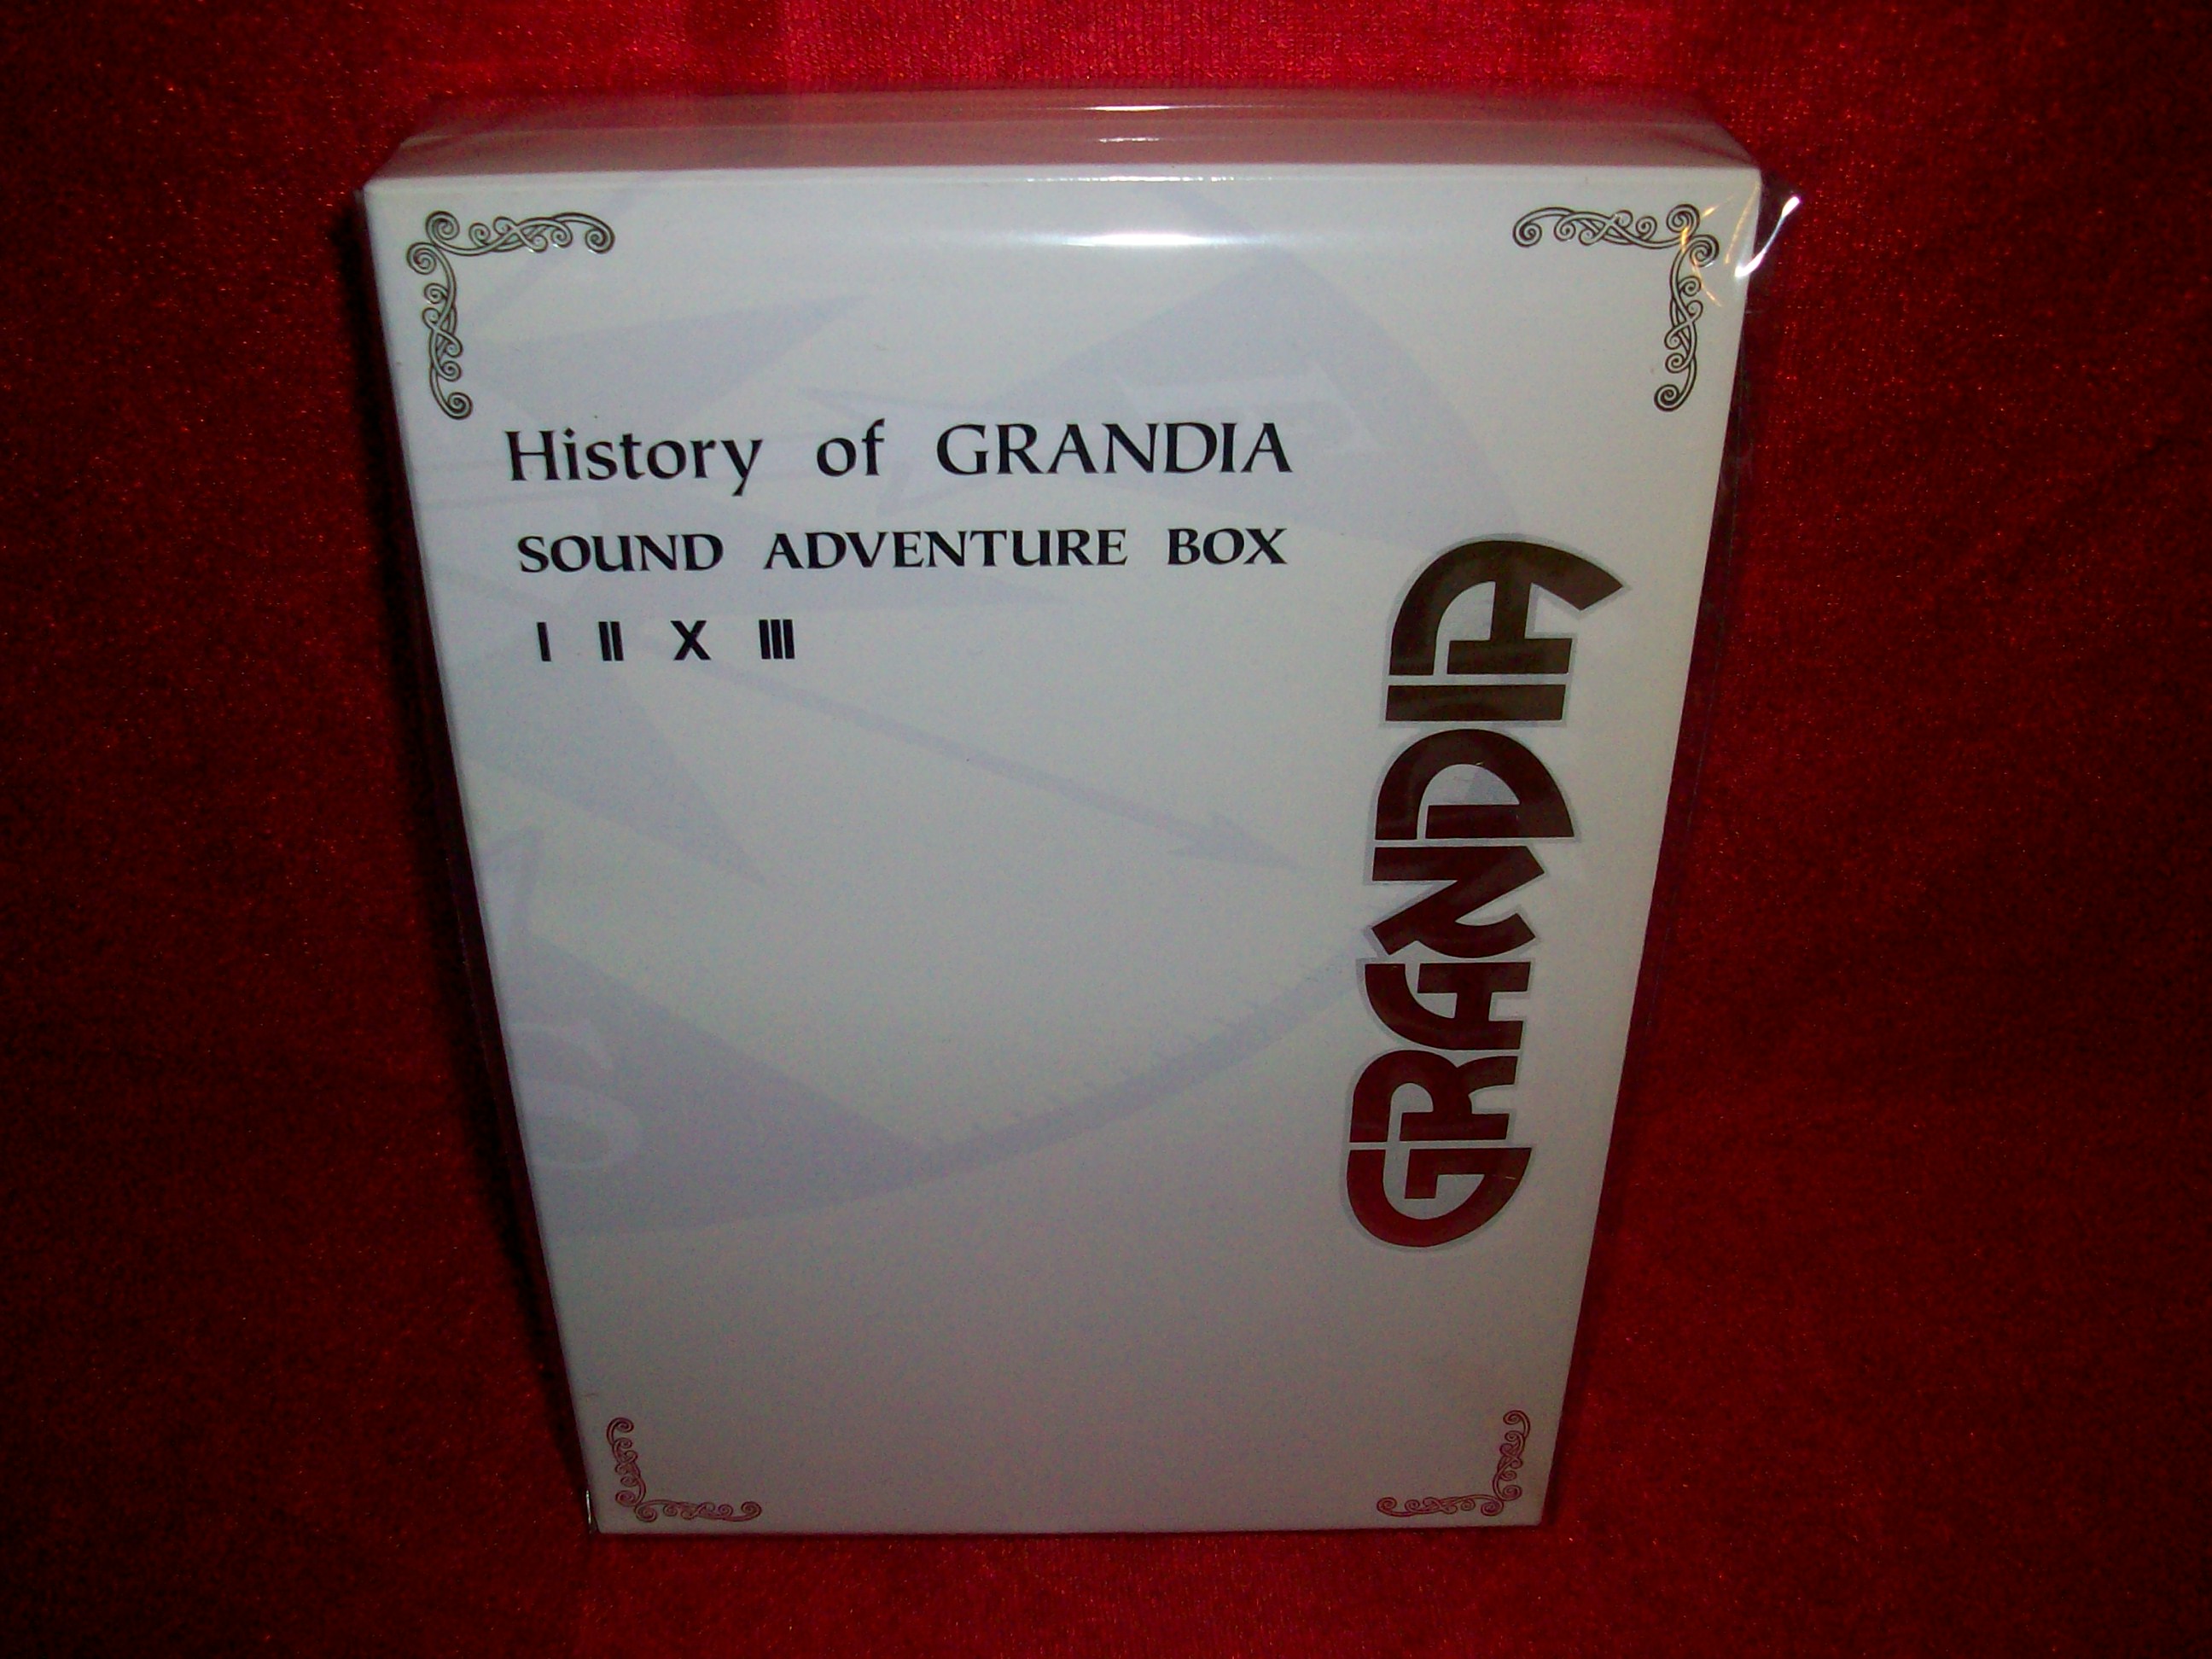 History of GRANDIA
SOUND ADVENTURE BOX
I II X III
GRANDIA